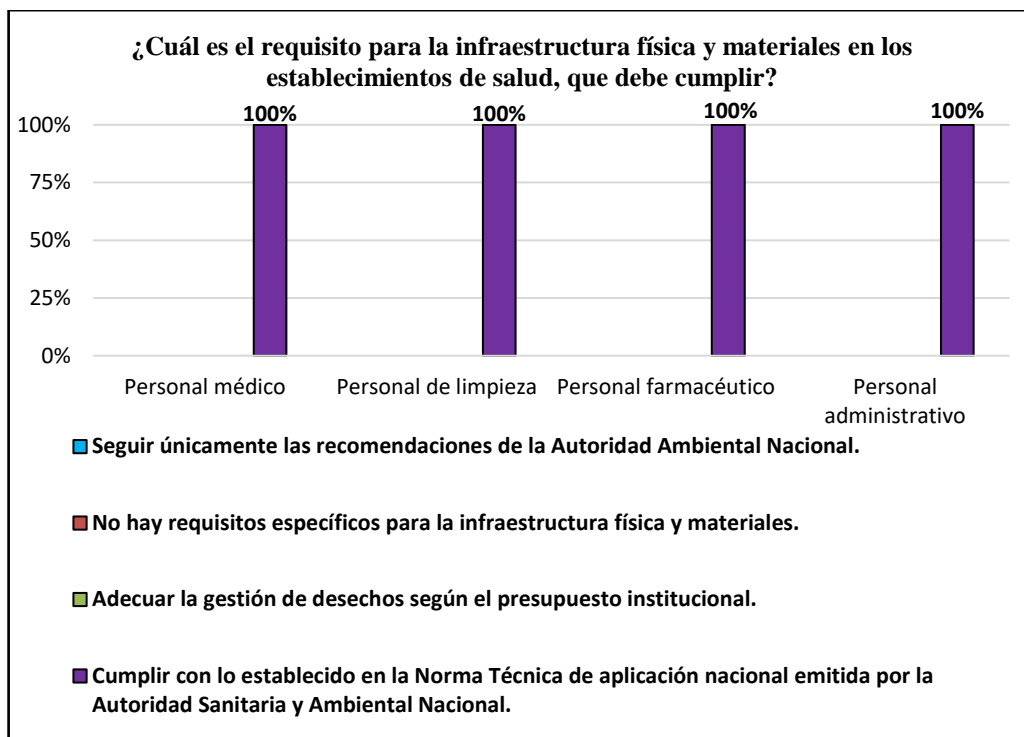 ¿Cuál es el requisito para la infraestructura física y materiales en los
establecimientos de salud, que debe cumplir?
100% 100% 100% 100%
100%
75%
50%
25%
0%
Personal médico Personal de limpieza Personal farmacéutico Personal
administrativo
Seguir únicamente las recomendaciones de la Autoridad Ambiental Nacional.
No hay requisitos específicos para la infraestructura física y materiales.
Adecuar la gestión de desechos según el presupuesto institucional.
Cumplir con lo establecido en la Norma Técnica de aplicación nacional emitida por la
Autoridad Sanitaria y Ambiental Nacional.